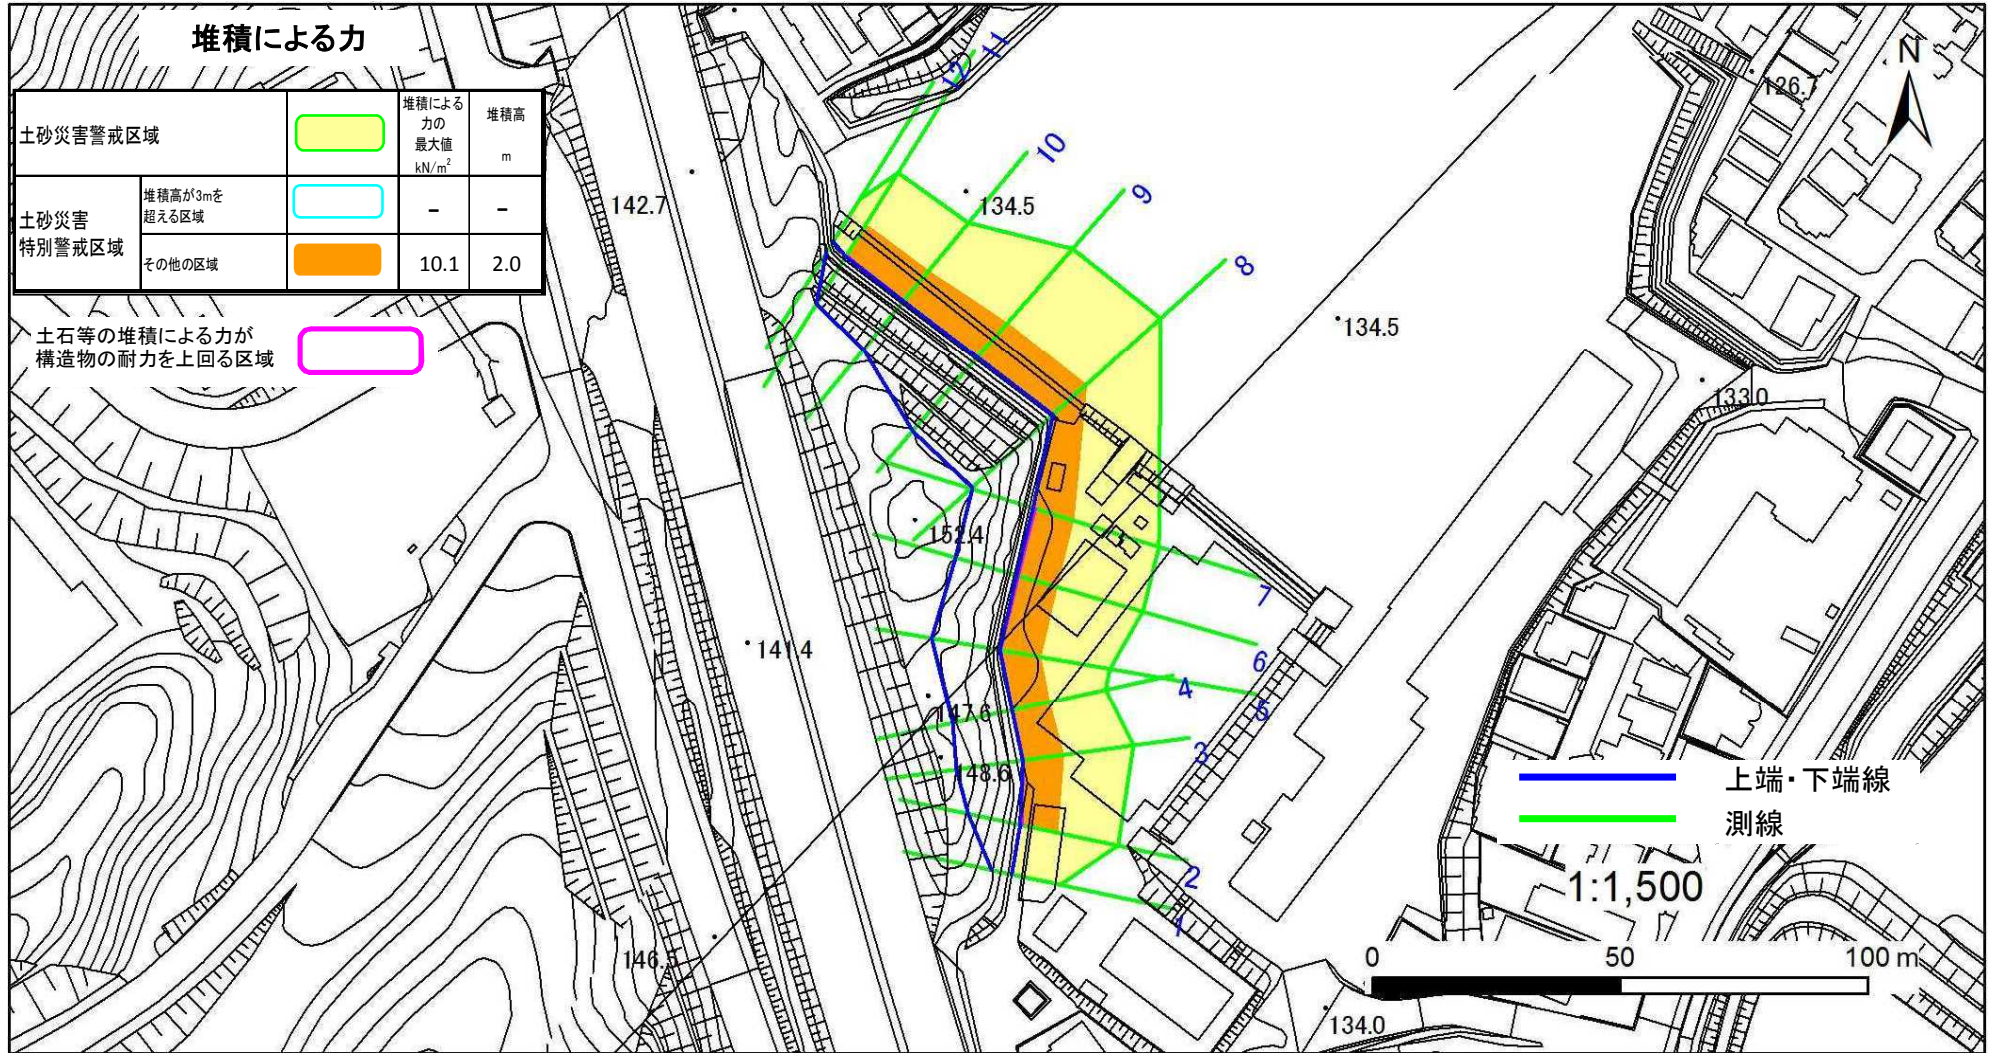 堆積による力
土砂災害警戒区域
堆積による
力の
最大値
kN/m²
堆積高
m
土砂災害
特別警戒区域
堆積高が3mを
超える区域
-
-
その他の区域
10.1
2.0
土石等の堆積による力が
構造物の耐力を上回る区域
N
12
11
10
9
8
7
6
5
4
3
2
1
126.7
142.7
134.5
134.5
133.0
152.4
141.4
147.6
148.6
146.5
134.0
上端・下端線
測線
1:1,500
0 50 100 m